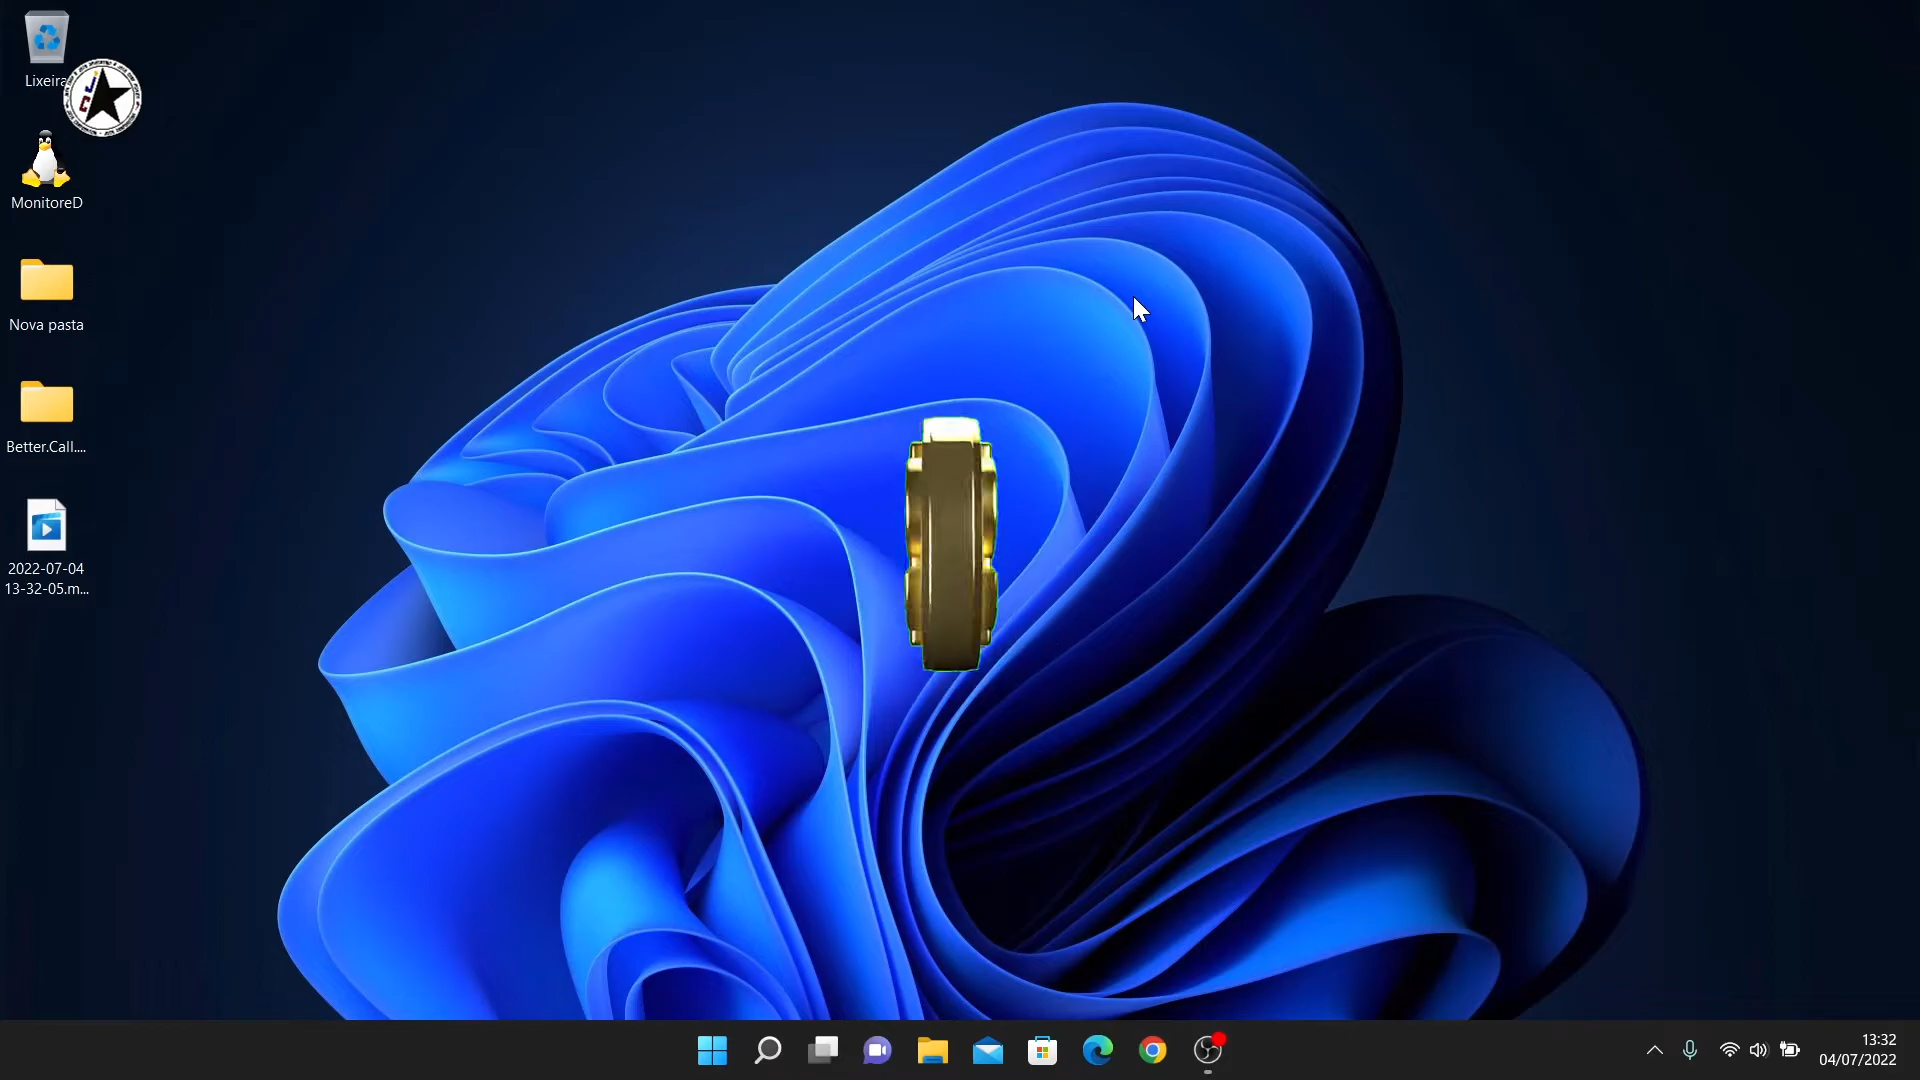 Lixeira
J
C
MonitoreD
Nova pasta
Better.Call....
2022-07-04
13-32-05.m...
13:32
04/07/2022